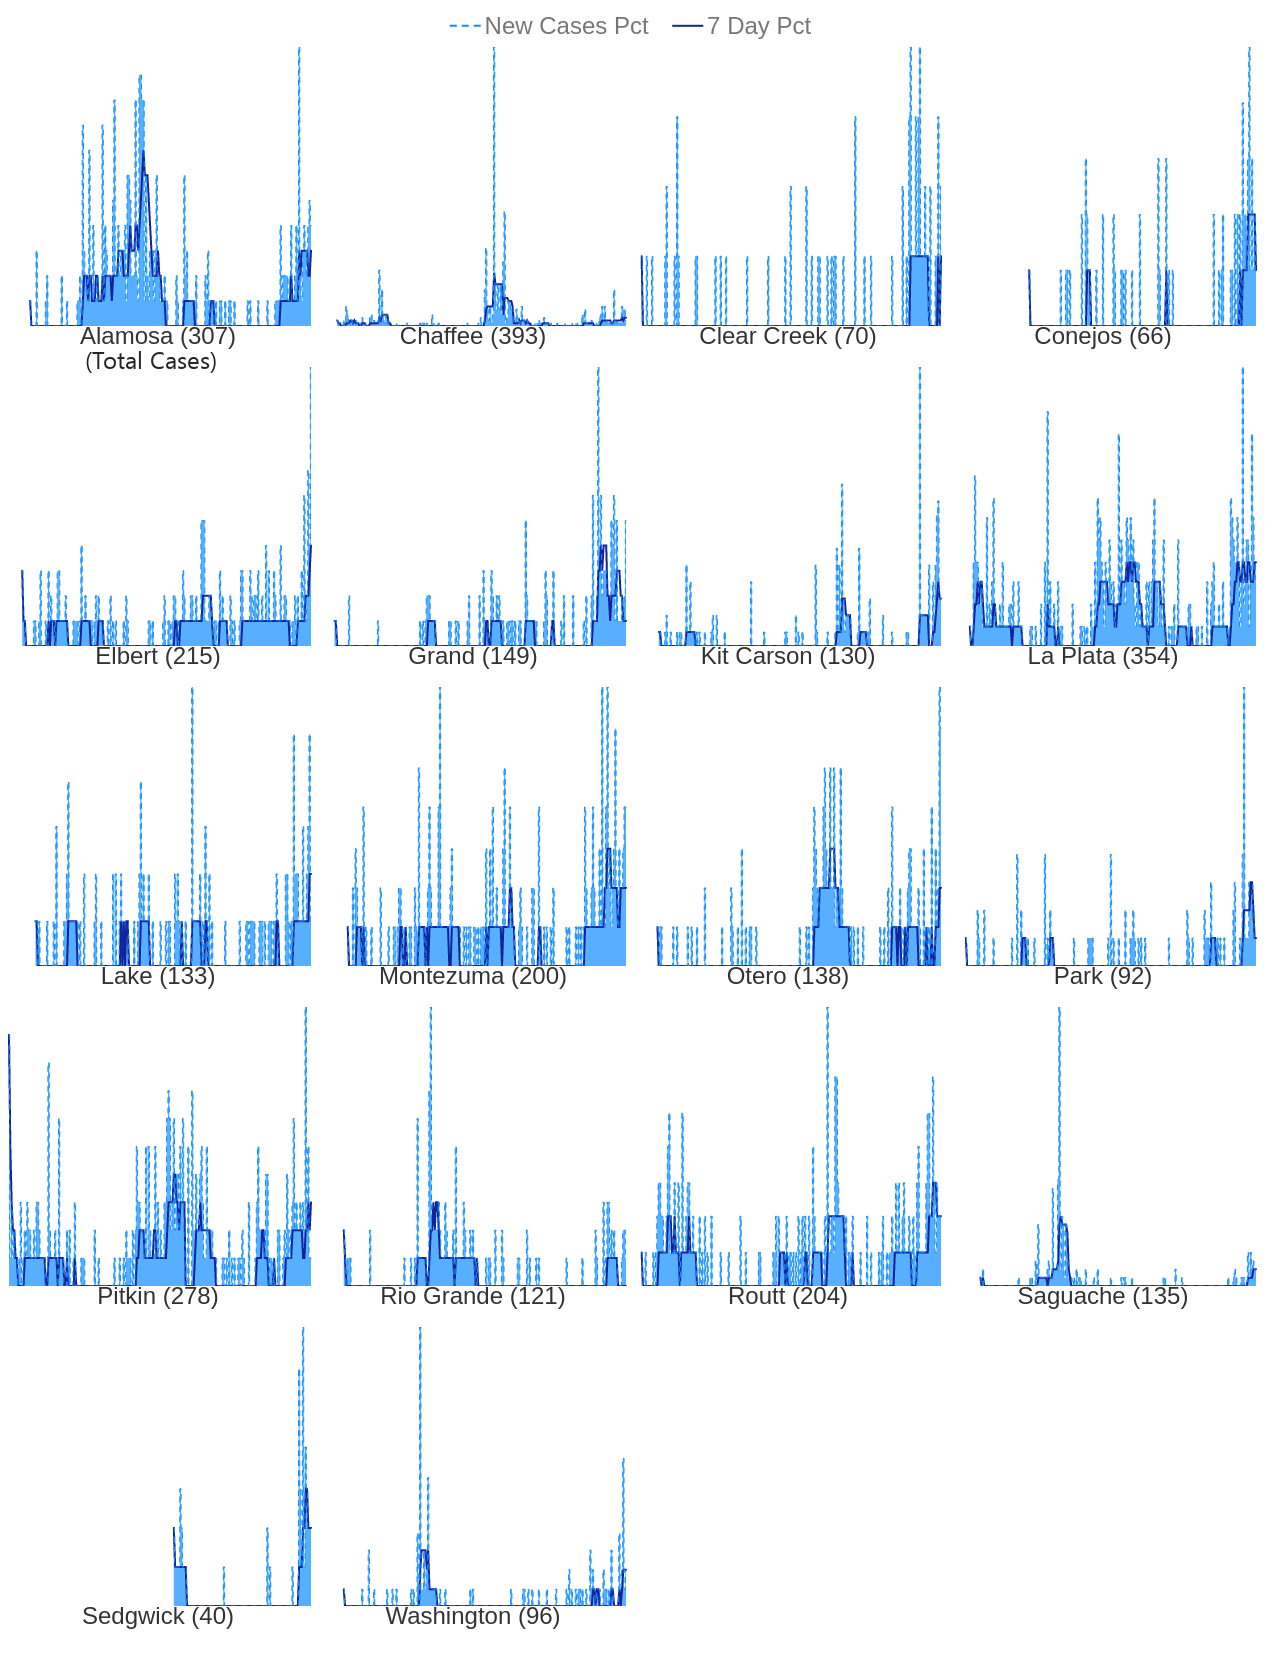 New Cases Pct 7 Day Pct
Alamosa (307) Chaffee (393) Clear Creek (70) Conejos (66)
(Total Cases)
Elbert (215) Grand (149) Kit Carson (130) La Plata (354)
Lake (133) Montezuma (200) Otero (138) Park (92)
Pitkin (278) Rio Grande (121) Routt (204) Saguache (135)
Sedgwick (40) Washington (96)